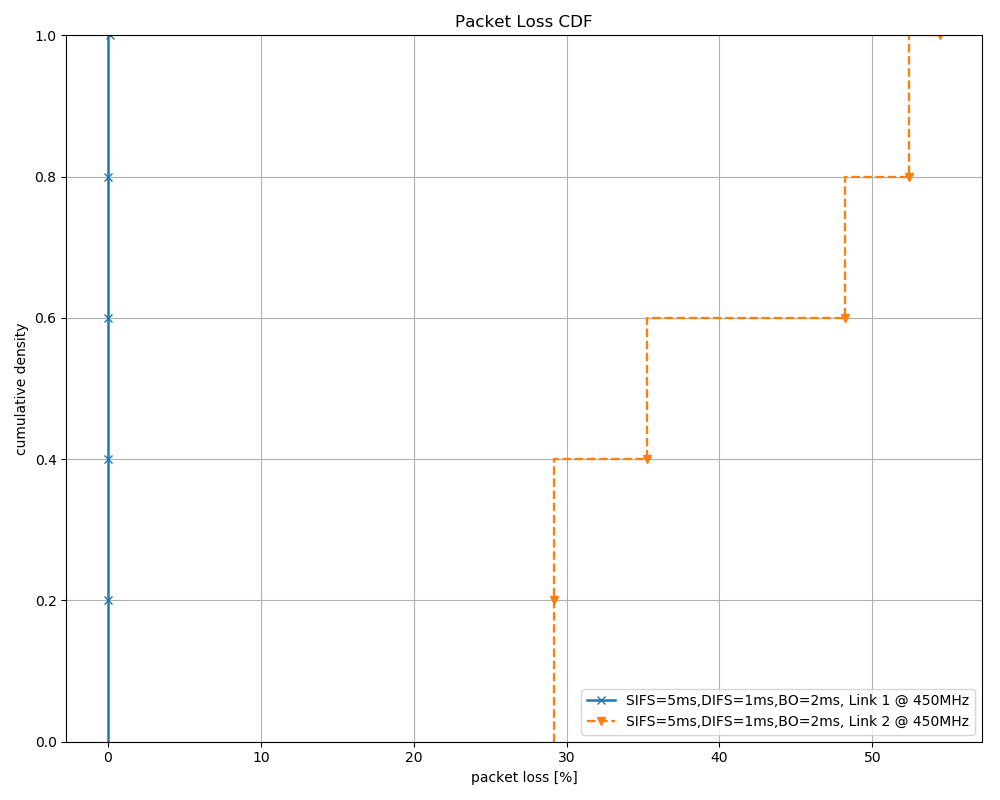 Packet Loss CDF
1.0
0.8
0.6
0.4
0.2
0.0
cumulative density
0
10
20
30
40
50
packet loss [%]
SIFS=5ms,DIFS=1ms,BO=2ms, Link 1 @ 450MHz
SIFS=5ms,DIFS=1ms,BO=2ms, Link 2 @ 450MHz